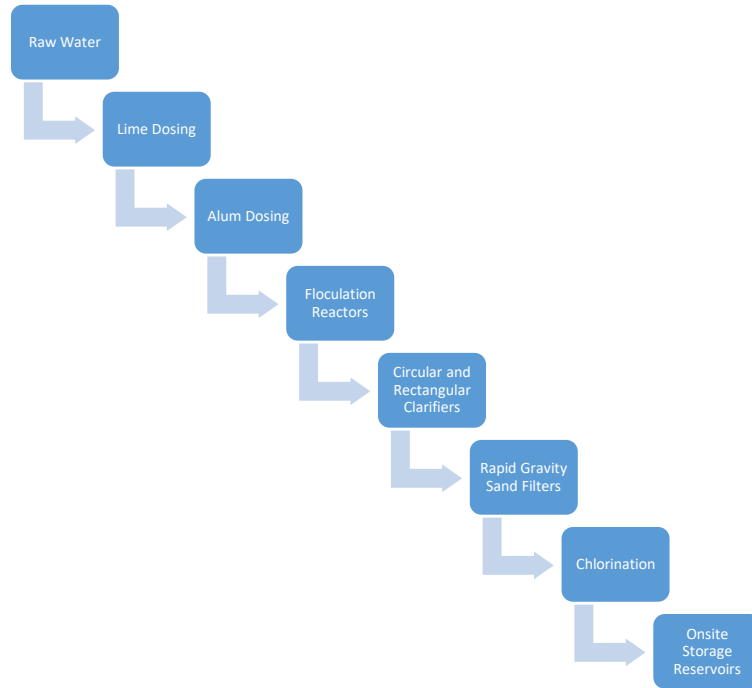 Raw Water
Lime Dosing
Alum Dosing
Floculation
Reactors
Circular and
Rectangular
Clarifiers
Rapid Gravity
Sand Filters
Chlorination
Onsite
Storage
Reservoirs